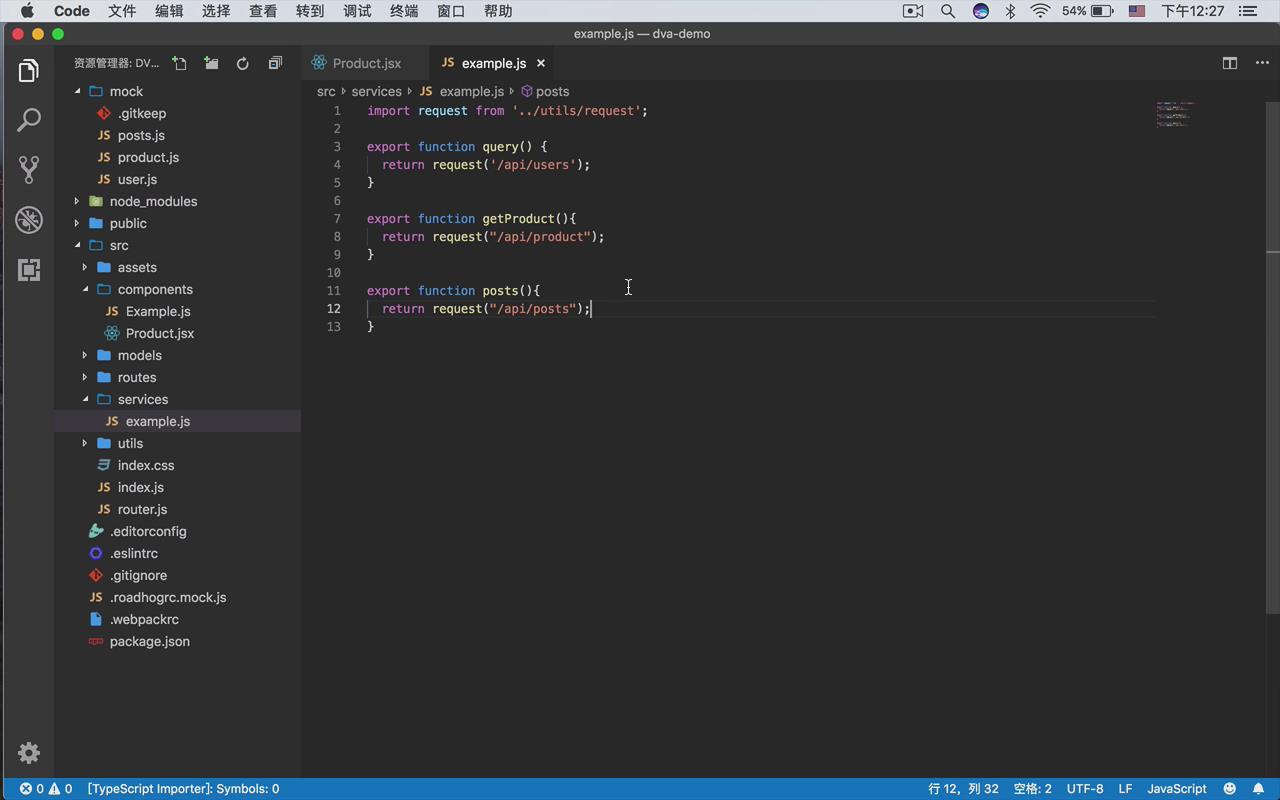 Code 文件 编辑 选择 查看 转到 调试 终端 窗口 帮助 54% 下午12:27
example.js — dva-demo
资源管理器: DV...
Product.jsx
JS example.js
src services JS example.js posts
mock
.gitkeep
JS posts.js
JS product.js
JS user.js
node_modules
public
src
assets
components
JS Example.js
Product.jsx
models
routes
services
JS example.js
utils
index.css
JS index.js
JS router.js
.editorconfig
.eslintrc
.gitignore
JS .roadhogrc.mock.js
.webpackrc
package.json
1 import request from '../utils/request';
2
3 export function query() {
4 return request('/api/users');
5 }
6
7 export function getProduct(){
8 return request("/api/product");
9 }
10
11 export function posts(){
12 return request("/api/posts");
13 }
0 0 [TypeScript Importer]: Symbols: 0 行 12，列 32 空格: 2 UTF-8 LF JavaScript